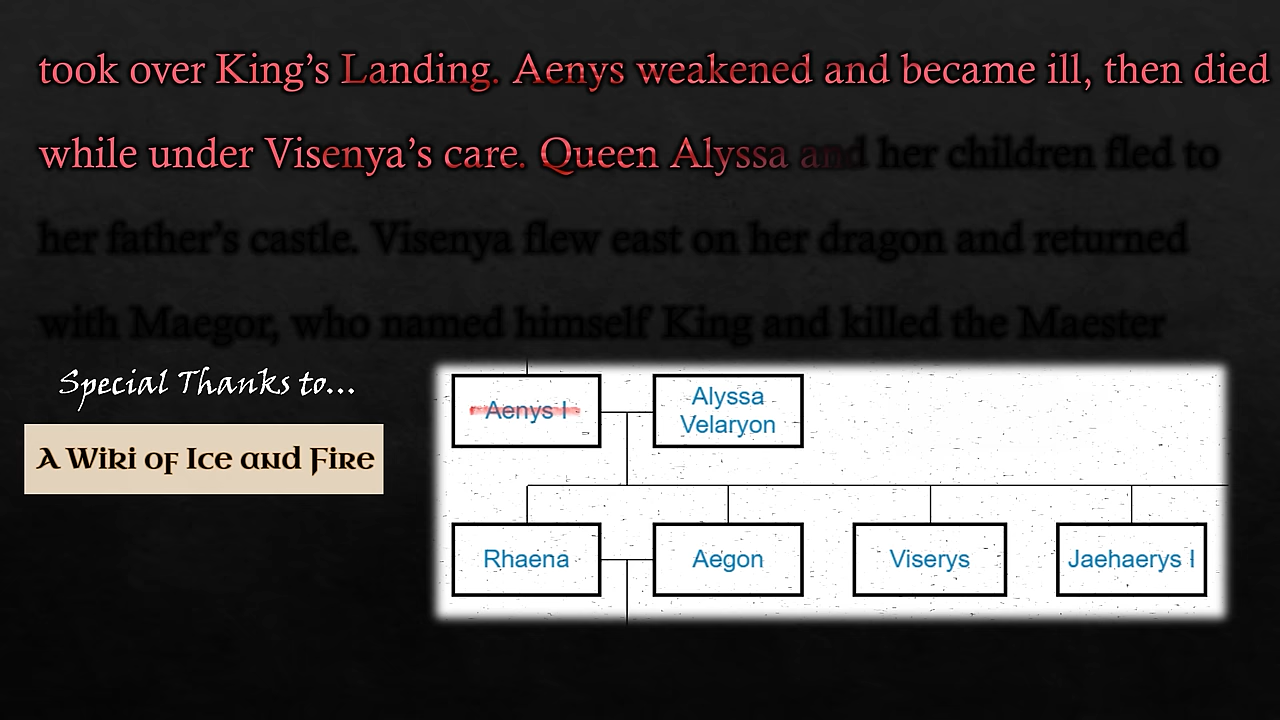 took over King's Landing. Aenys weakened and became ill, then died
while under Visenya's care. Queen Alyssa and her children fled to
her father's castle. Visenya flew east on her dragon and returned
with Maegor, who named himself King and killed the Maester
Special Thanks to...
A Wiki of Ice and Fire
Aenys I
Alyssa
Velaryon
Rhaena
Aegon
Viserys
Jaehaerys I